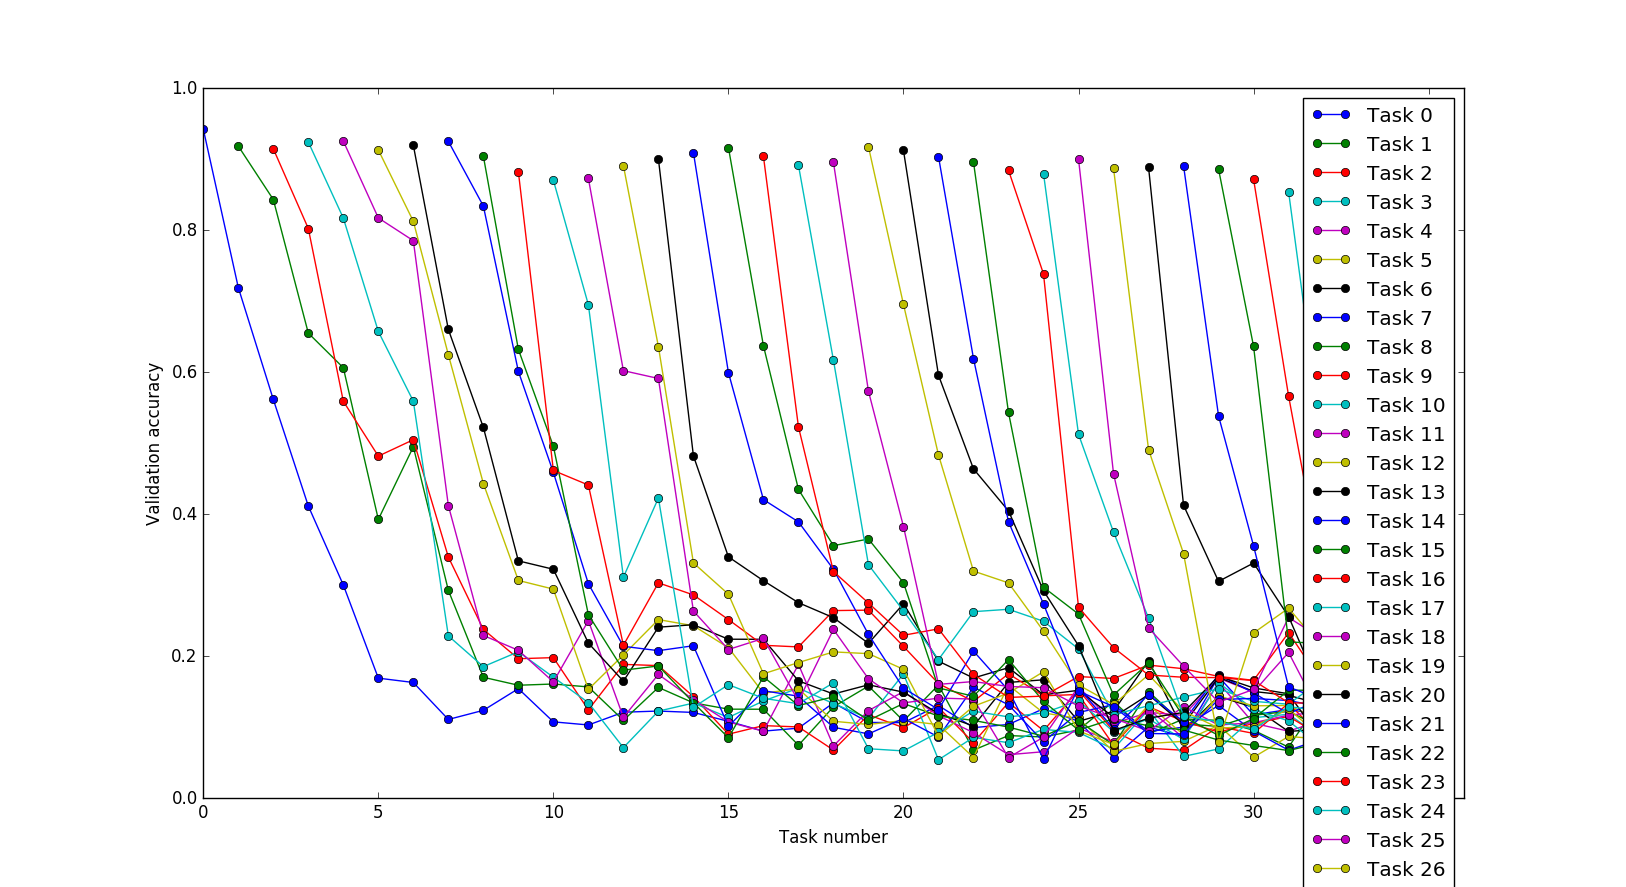 1.0
0.8
0.6
0.4
0.2
0.0
Validation accuracy
0 5 10 15 20 25 30
Task number
Task 0
Task 1
Task 2
Task 3
Task 4
Task 5
Task 6
Task 7
Task 8
Task 9
Task 10
Task 11
Task 12
Task 13
Task 14
Task 15
Task 16
Task 17
Task 18
Task 19
Task 20
Task 21
Task 22
Task 23
Task 24
Task 25
Task 26